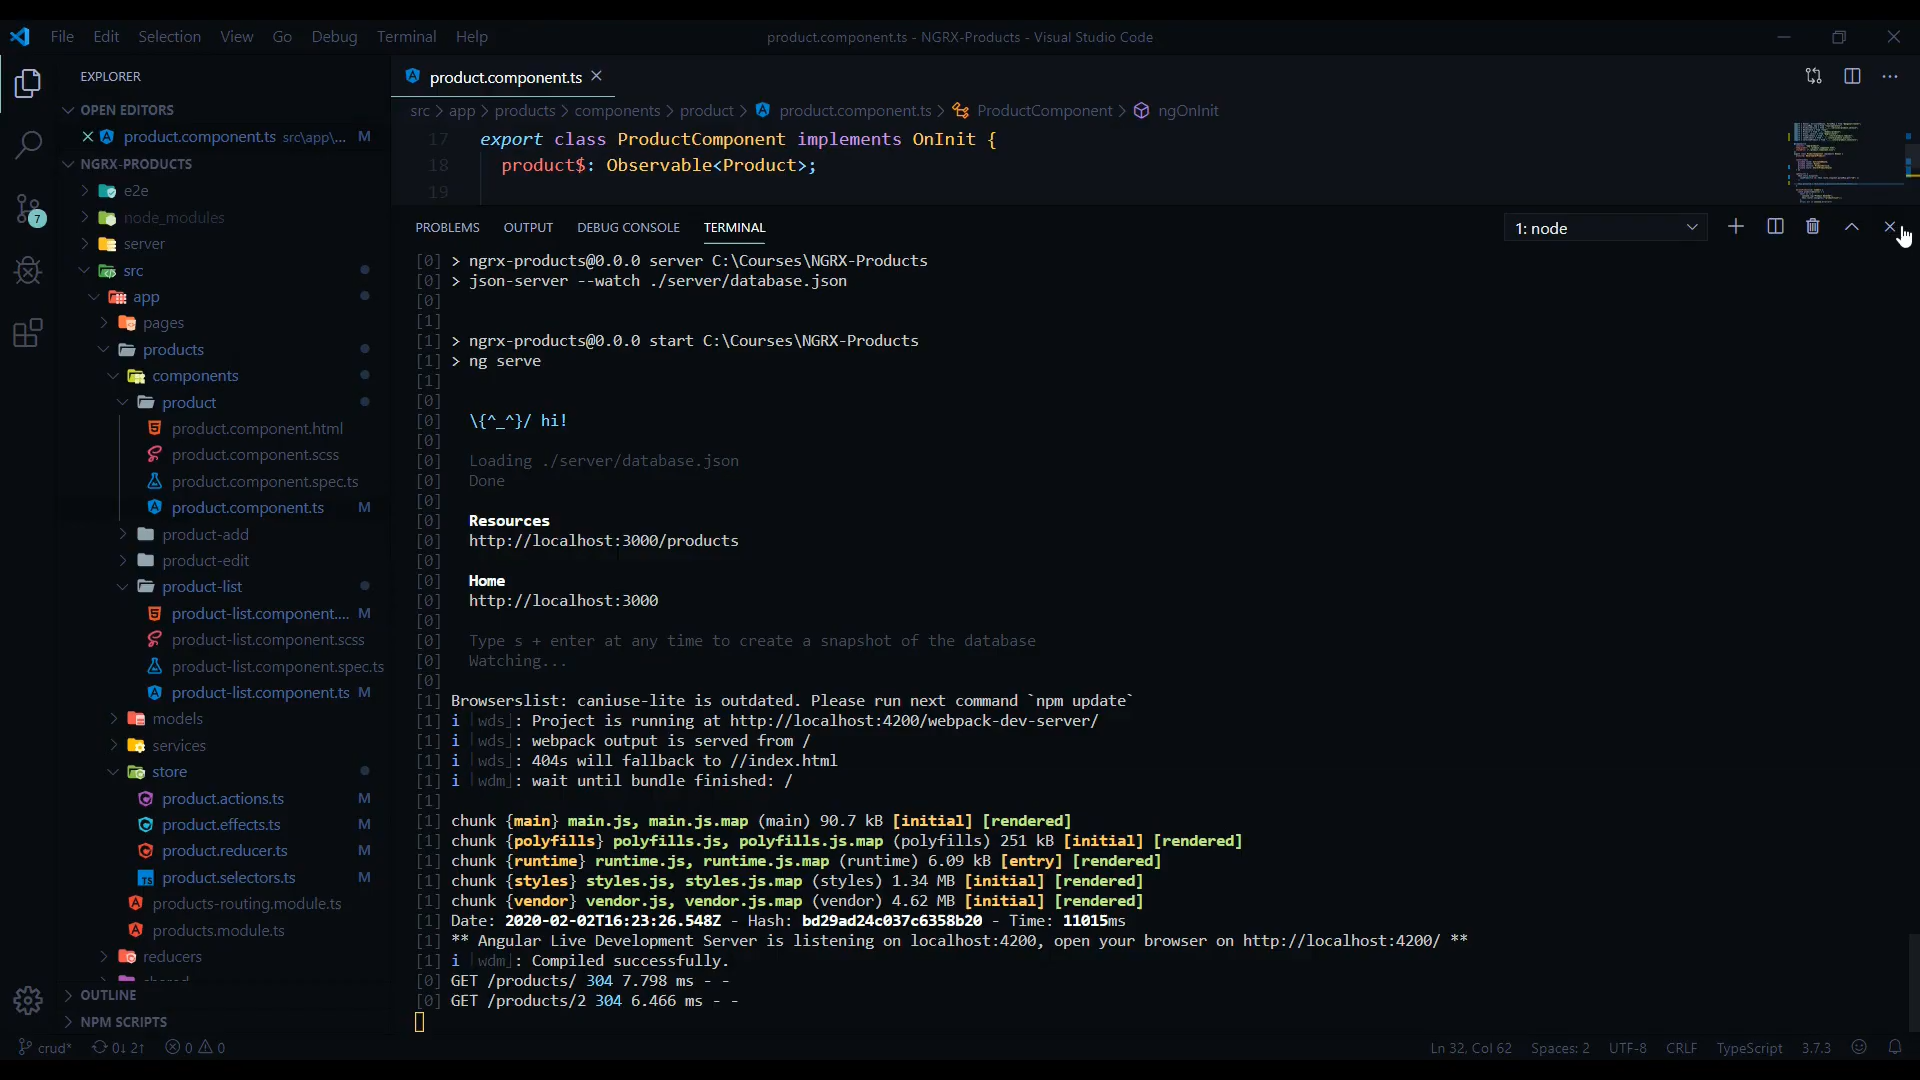 File Edit Selection View Go Debug Terminal Help
product.component.ts - NGRX-Products - Visual Studio Code
EXPLORER
OPEN EDITORS
product.component.ts src\app\... M
NGRX-PRODUCTS
e2e
node_modules
server
src
app
pages
products
components
product
product.component.html
product.component.scss
product.component.spec.ts
product.component.ts M
product-add
product-edit
product-list
product-list.component.... M
product-list.component.scss
product-list.component.spec.ts
product-list.component.ts M
models
services
store
product.actions.ts M
product.effects.ts M
product.reducer.ts M
product.selectors.ts M
products-routing.module.ts
products.module.ts
reducers
OUTLINE
NPM SCRIPTS
7
product.component.ts
src > app > products > components > product > product.component.ts > ProductComponent > ngOnInit
17 export class ProductComponent implements OnInit {
18 product$: Observable<Product>;
19
PROBLEMS OUTPUT DEBUG CONSOLE TERMINAL
1: node
[0] > ngrx-products@0.0.0 server C:\Courses\NGRX-Products
[0] > json-server --watch ./server/database.json
[0]
[1]
[1] > ngrx-products@0.0.0 start C:\Courses\NGRX-Products
[1] > ng serve
[1]
[0]
[0] \{^_^}/ hi!
[0]
[0] Loading ./server/database.json
[0] Done
[0]
[0] Resources
[0] http://localhost:3000/products
[0]
[0] Home
[0] http://localhost:3000
[0]
[0] Type s + enter at any time to create a snapshot of the database
[0] Watching...
[0]
[1] Browserslist: caniuse-lite is outdated. Please run next command `npm update`
[1] i ｢wds｣: Project is running at http://localhost:4200/webpack-dev-server/
[1] i ｢wds｣: webpack output is served from /
[1] i ｢wds｣: 404s will fallback to //index.html
[1] i ｢wdm｣: wait until bundle finished: /
[1]
[1] chunk {main} main.js, main.js.map (main) 90.7 kB [initial] [rendered]
[1] chunk {polyfills} polyfills.js, polyfills.js.map (polyfills) 251 kB [initial] [rendered]
[1] chunk {runtime} runtime.js, runtime.js.map (runtime) 6.09 kB [entry] [rendered]
[1] chunk {styles} styles.js, styles.js.map (styles) 1.34 MB [initial] [rendered]
[1] chunk {vendor} vendor.js, vendor.js.map (vendor) 4.62 MB [initial] [rendered]
[1] Date: 2020-02-02T16:23:26.548Z - Hash: bd29ad24c037c6358b20 - Time: 11015ms
[1] ** Angular Live Development Server is listening on localhost:4200, open your browser on http://localhost:4200/ **
[1] i ｢wdm｣: Compiled successfully.
[0] GET /products/ 304 7.798 ms - -
[0] GET /products/2 304 6.466 ms - -
crud* 0↓ 2↑ 0 0
Ln 32, Col 62 Spaces: 2 UTF-8 CRLF TypeScript 3.7.3